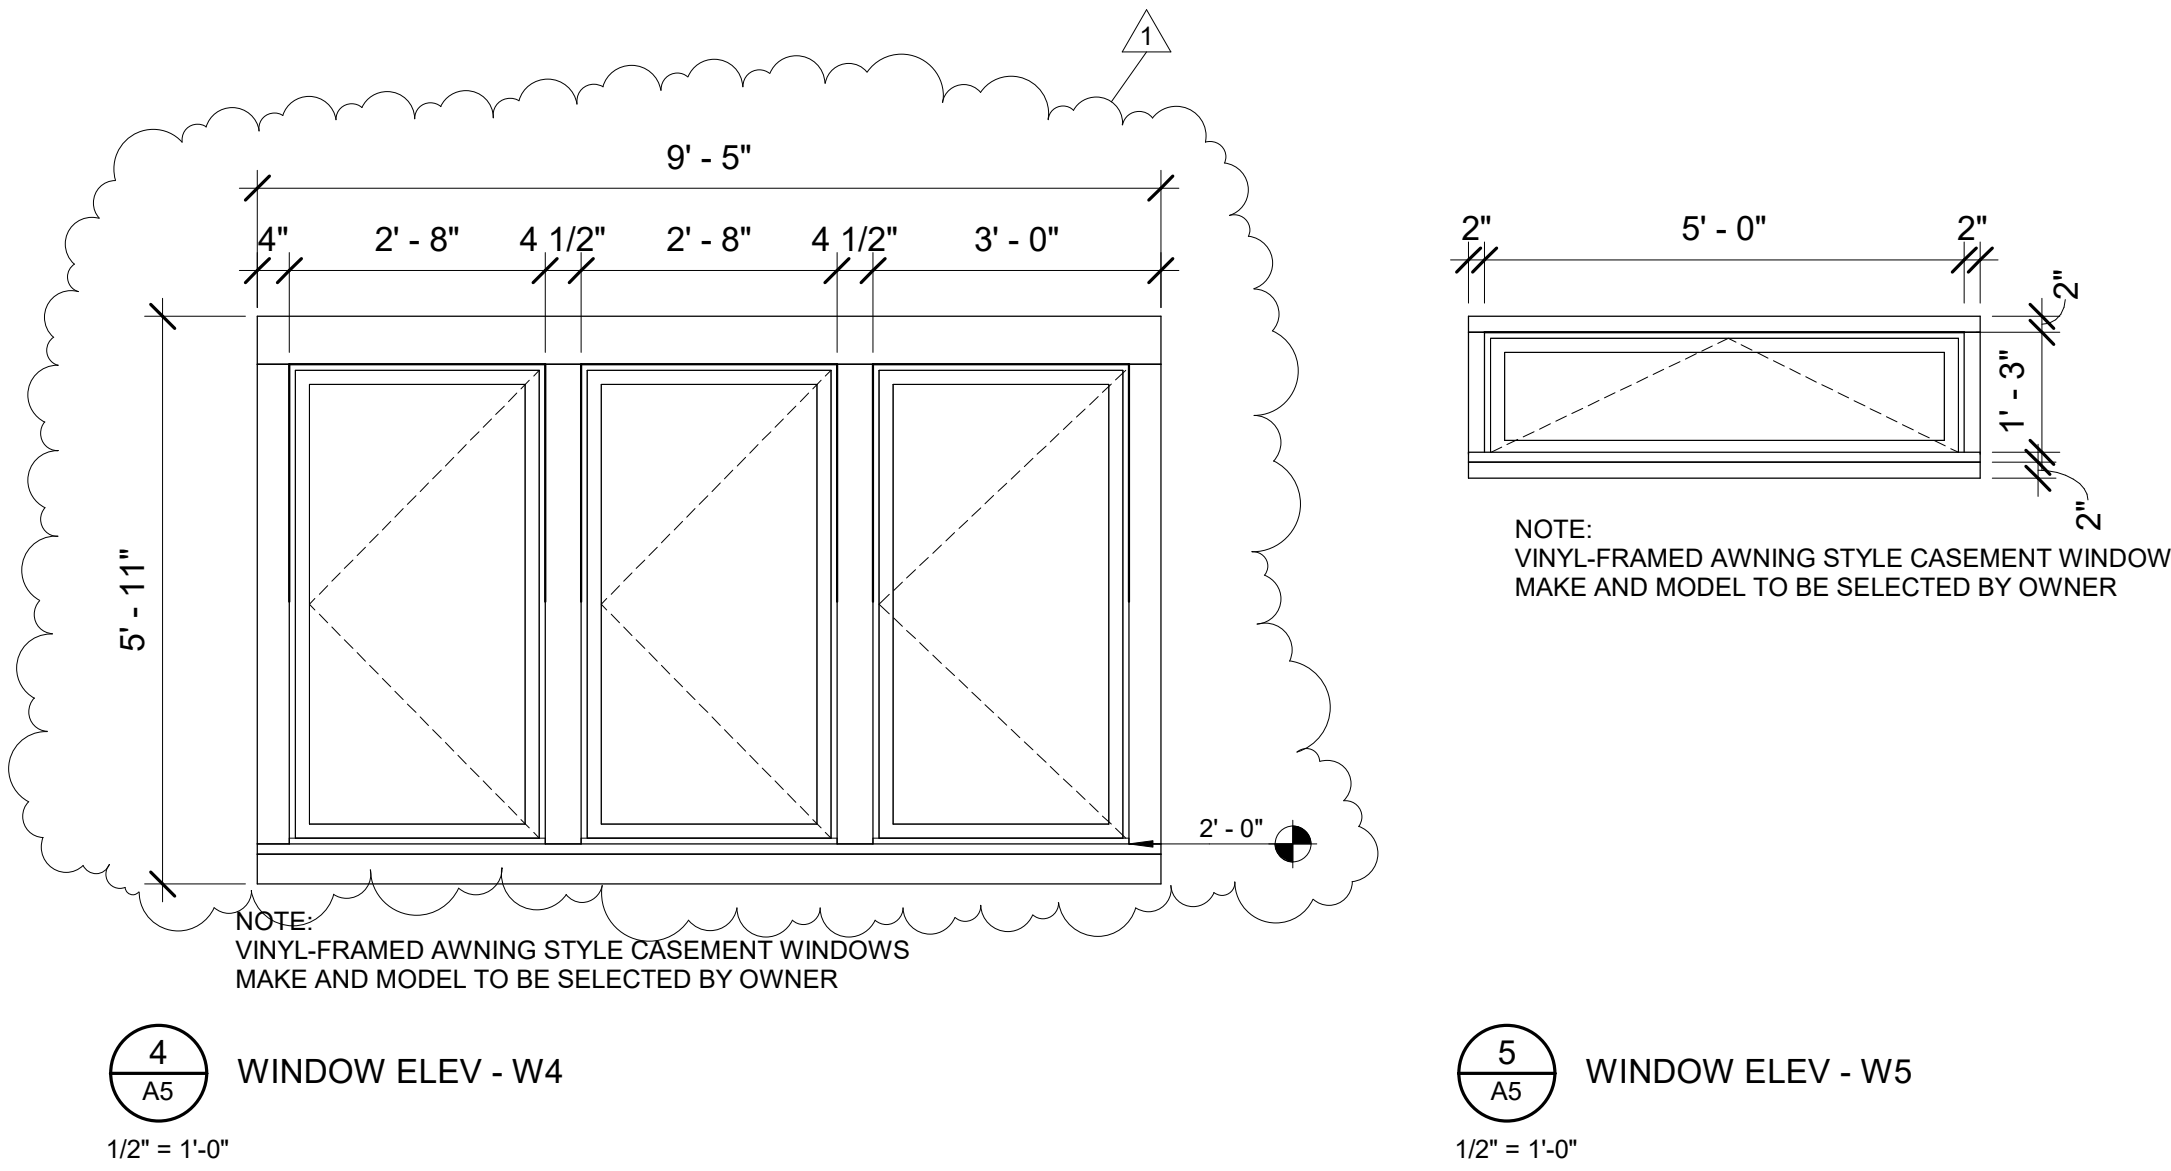 1
9' - 5"
4" 2' - 8" 4 1/2" 2' - 8" 4 1/2" 3' - 0"
5' - 11"
2' - 0"
NOTE:
VINYL-FRAMED AWNING STYLE CASEMENT WINDOWS
MAKE AND MODEL TO BE SELECTED BY OWNER
4
A5
WINDOW ELEV - W4
1/2" = 1'-0"
2" 5' - 0" 2"
2"
1' - 3"
2"
NOTE:
VINYL-FRAMED AWNING STYLE CASEMENT WINDOW
MAKE AND MODEL TO BE SELECTED BY OWNER
5
A5
WINDOW ELEV - W5
1/2" = 1'-0"